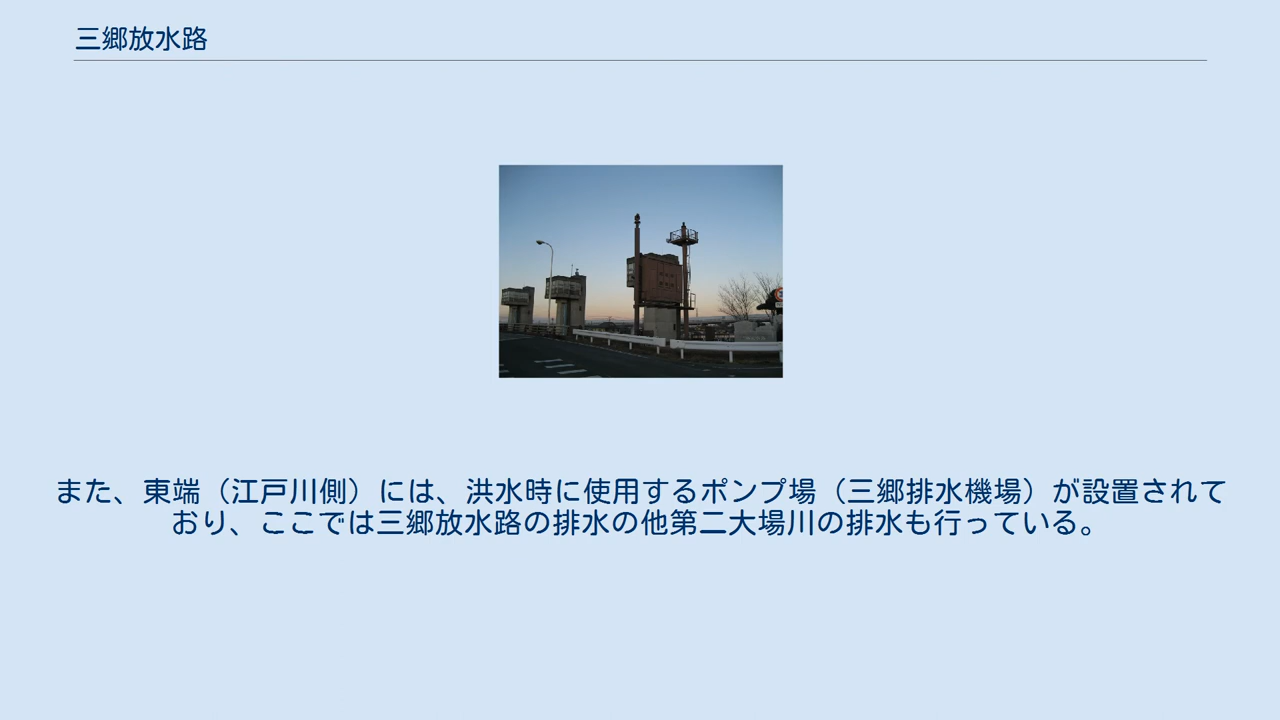 三郷放水路
また、東端（江戸川側）には、洪水時に使用するポンプ場（三郷排水機場）が設置されて
おり、ここでは三郷放水路の排水の他第二大場川の排水も行っている。